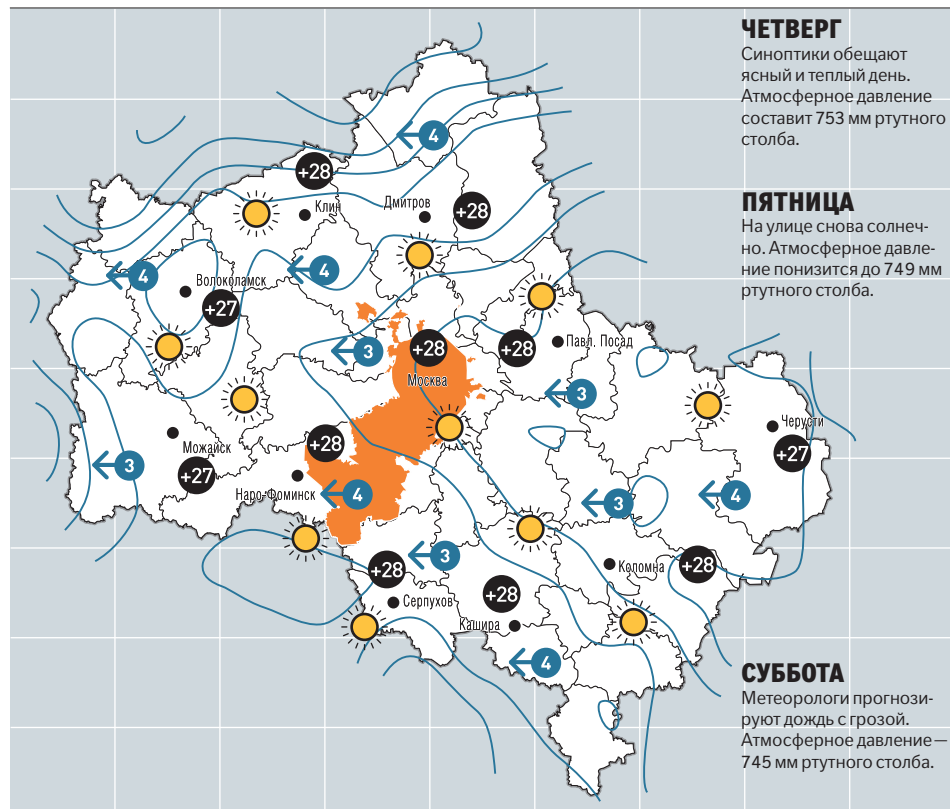 ЧЕТВЕРГ
Синоптики обещают
ясный и теплый день.
Атмосферное давление
составит 753 мм ртутного
столба.
ПЯТНИЦА
На улице снова солнеч-
но. Атмосферное давле-
ние понизится до 749 мм
ртутного столба.
СУББОТА
Метеорологи прогнози-
руют дождь с грозой.
Атмосферное давление —
745 мм ртутного столба.
4
+28
Клин
Дмитров
+28
4
Волоколамск
4
+27
3
+28
Москва
+28
Павл. Посад
3
Черусти
+27
Можайск
3
+27
+28
Наро-Фоминск
4
3
4
3
+28
Серпухов
+28
Кашира
Коломна
+28
4